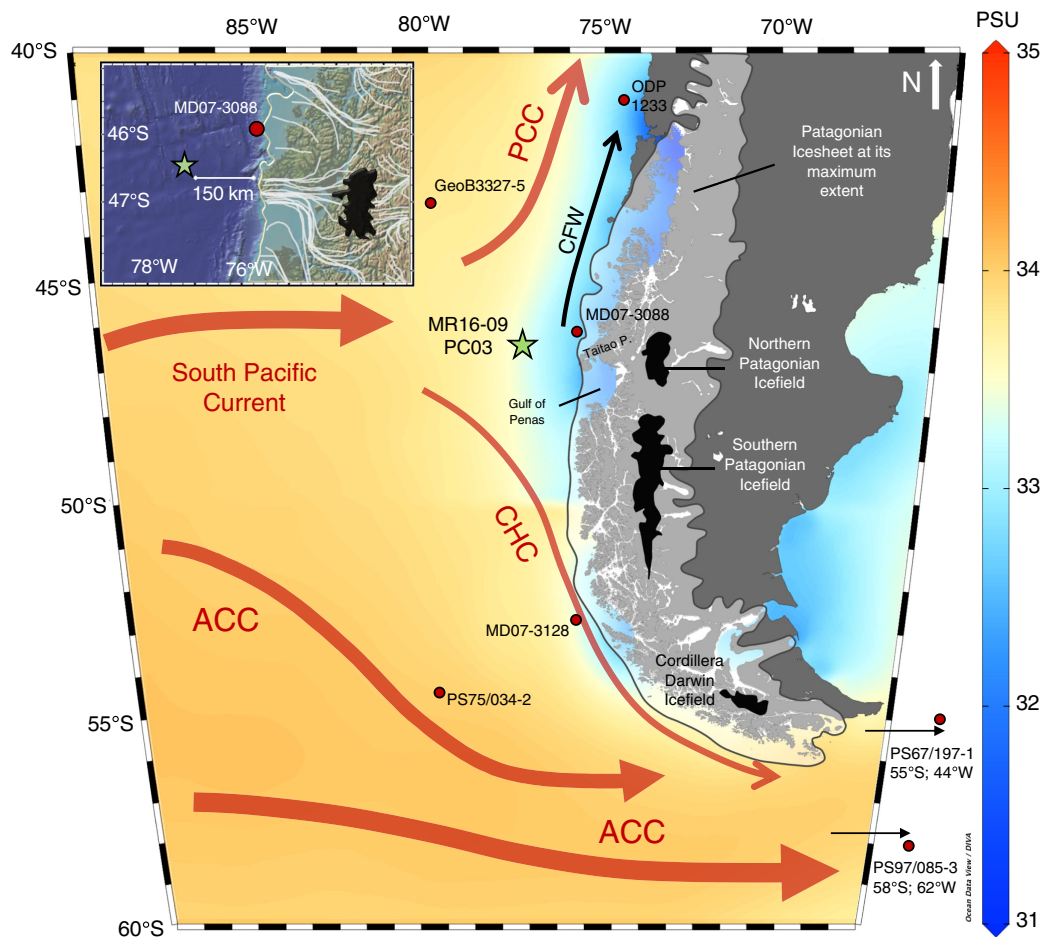 85°W
80°W
75°W
70°W
PSU
40°S
35
N
MD07-3088
46°S
47°S
150 km
78°W
76°W
PCC
ODP
1233
Patagonian
Icesheet at its
maximum
extent
GeoB3327-5
CFW
34
45°S
MR16-09
PC03
MD07-3088
Taitao P.
Northern
Patagonian
Icefield
South Pacific
Current
Gulf of
Penas
Southern
Patagonian
Icefield
33
50°S
CHC
ACC
MD07-3128
Cordillera
Darwin
Icefield
PS75/034-2
32
55°S
PS67/197-1
55°S; 44°W
ACC
PS97/085-3
58°S; 62°W
Ocean Data View / DIVA
60°S
31